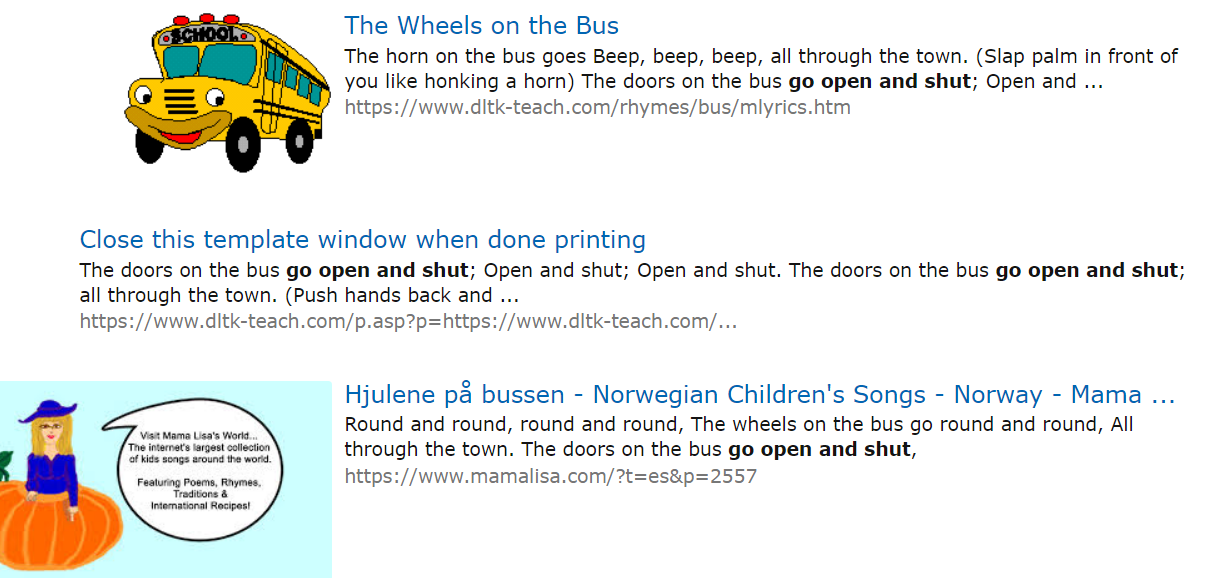 SCHOOL
The Wheels on the Bus
The horn on the bus goes Beep, beep, beep, all through the town. (Slap palm in front of
you like honking a horn) The doors on the bus go open and shut; Open and ...
https://www.dltk-teach.com/rhymes/bus/mlyrics.htm
Close this template window when done printing
The doors on the bus go open and shut; Open and shut; Open and shut. The doors on the bus go open and shut;
all through the town. (Push hands back and ...
https://www.dltk-teach.com/p.asp?p=https://www.dltk-teach.com/...
Visit Mama Lisa's World...
The internet's largest collection
of kids songs around the world.
Featuring Poems, Rhymes,
Traditions &
International Recipes!
Hjulene på bussen - Norwegian Children's Songs - Norway - Mama ...
Round and round, round and round, The wheels on the bus go round and round, All
through the town. The doors on the bus go open and shut,
https://www.mamalisa.com/?t=es&p=2557